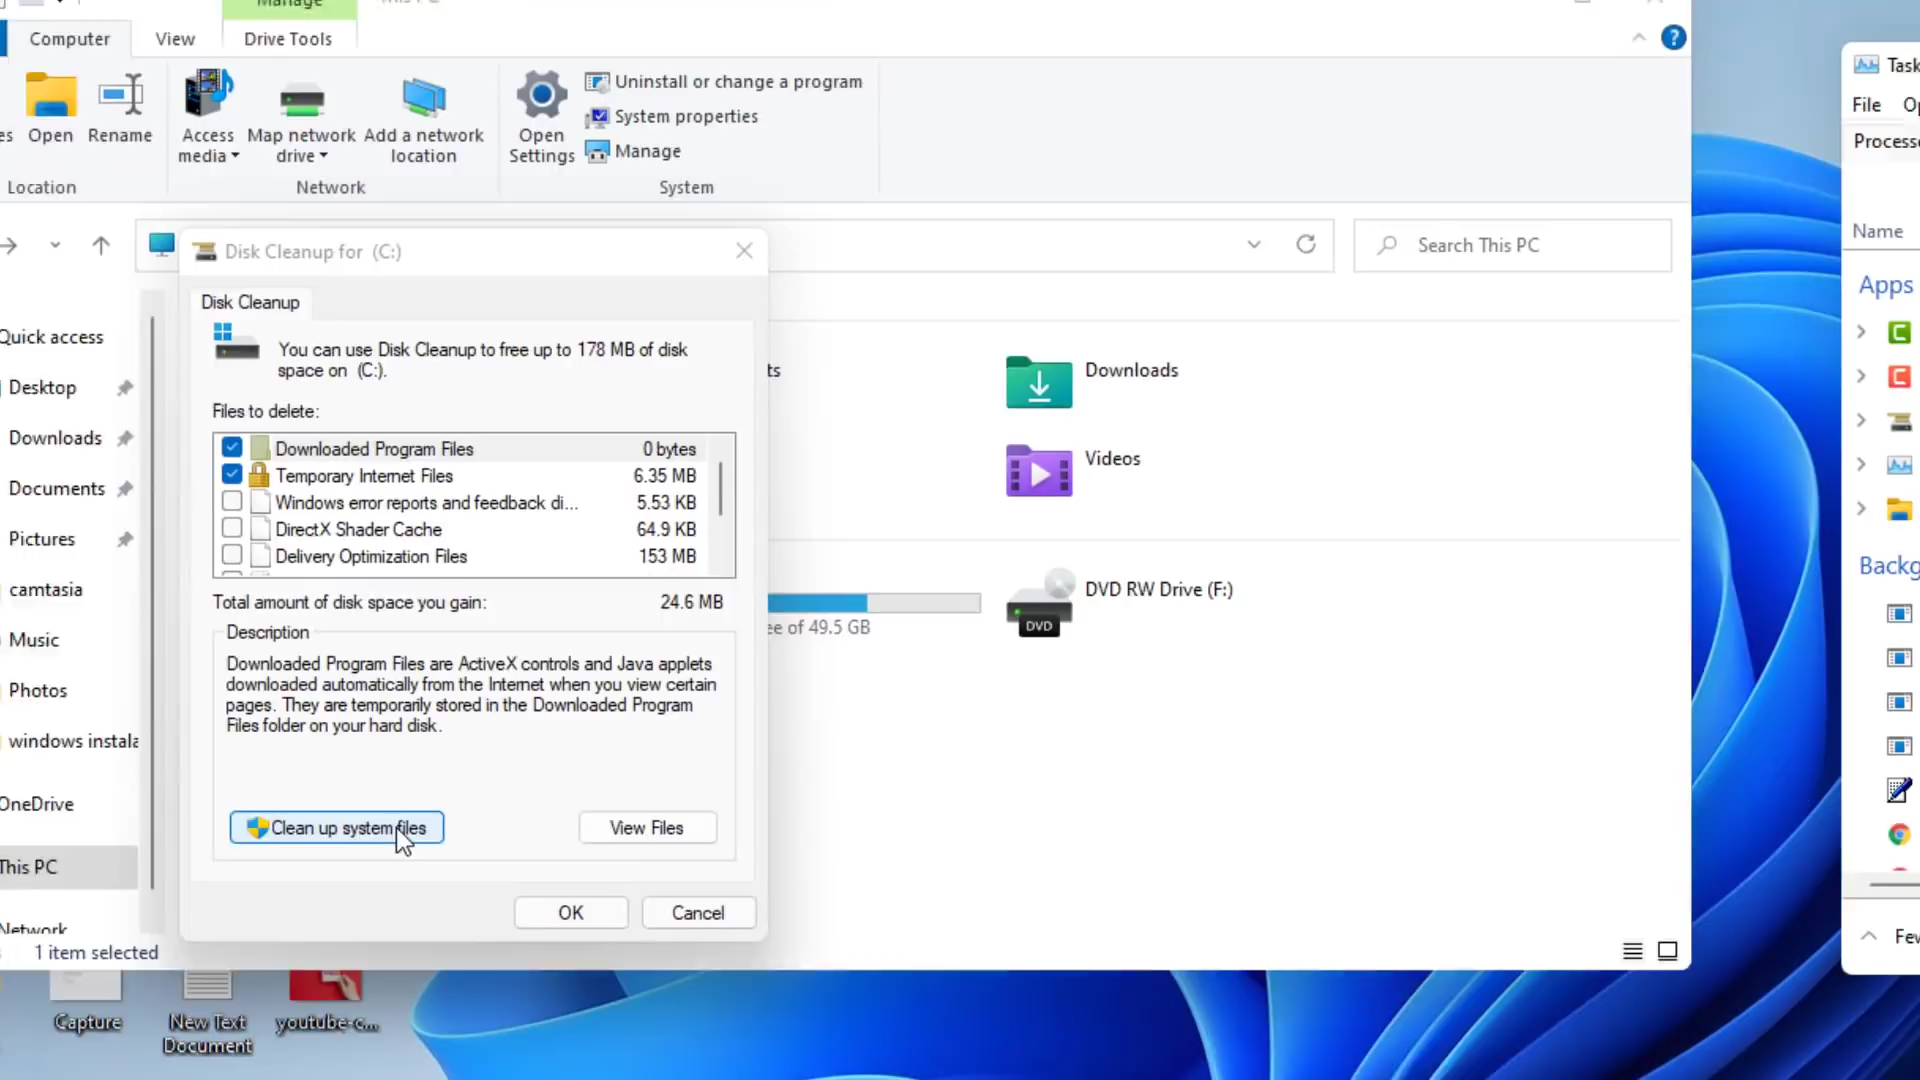 Manage
This PC
Computer
View
Drive Tools
Open
Rename
Access media
Map network drive
Add a network location
Open Settings
Uninstall or change a program
System properties
Manage
Location
Network
System
Search This PC
Quick access
Desktop
Downloads
Documents
Pictures
camtasia
Music
Photos
windows instala
OneDrive
This PC
Network
1 item selected
Disk Cleanup for (C:)
Disk Cleanup
You can use Disk Cleanup to free up to 178 MB of disk
space on (C:).
Files to delete:
Downloaded Program Files 0 bytes
Temporary Internet Files 6.35 MB
Windows error reports and feedback di... 5.53 KB
DirectX Shader Cache 64.9 KB
Delivery Optimization Files 153 MB
Total amount of disk space you gain: 24.6 MB
Description
Downloaded Program Files are ActiveX controls and Java applets
downloaded automatically from the Internet when you view certain
pages. They are temporarily stored in the Downloaded Program
Files folder on your hard disk.
Clean up system files
View Files
OK
Cancel
ts
Downloads
Videos
ee of 49.5 GB
DVD RW Drive (F:)
DVD
Task
File Op
Processe
Name
Apps
Backg
Few
Capture
New Text
Document
youtube-c...